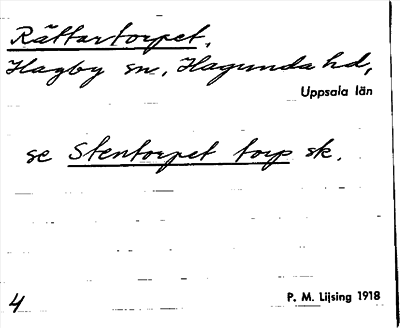 Rättartorpet,
Hagby sn., Hagunda hd,
Uppsala län
se Stentorpet torp sk.
4
P. M. Lijsing 1918